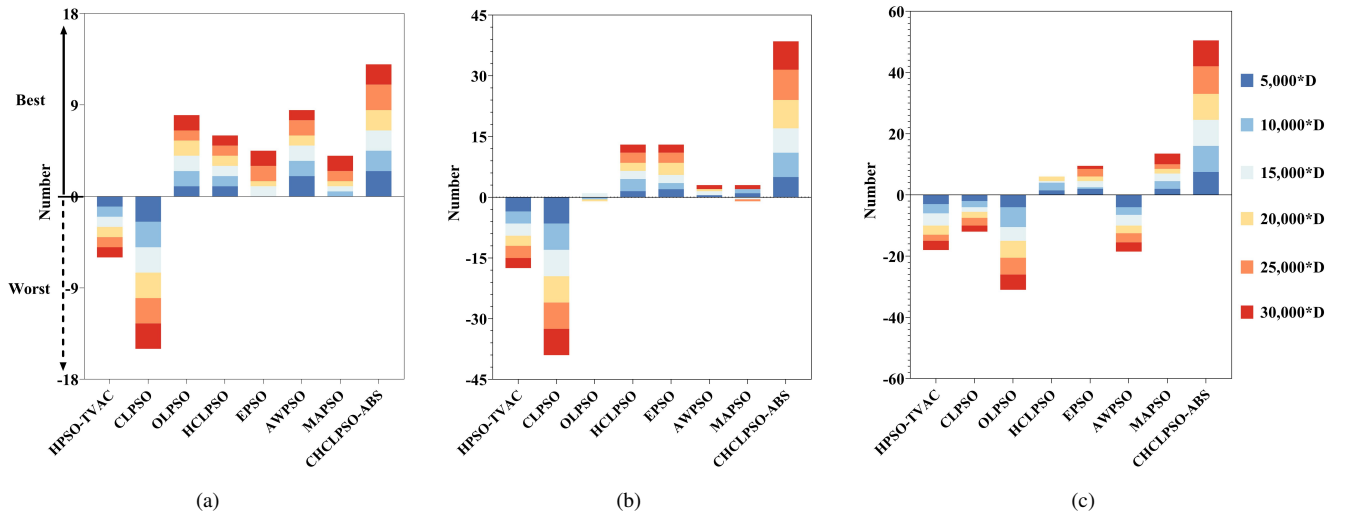 18
9
0
-9
-18
Number
Best
Worst
HPSO-TVAC
CLPSO
OLPSO
HCLPSO
EPSO
AWPSO
MAPSO
CHCLPSO-ABS
(a)
45
30
15
0
-15
-30
-45
Number
HPSO-TVAC
CLPSO
OLPSO
HCLPSO
EPSO
AWPSO
MAPSO
CHCLPSO-ABS
(b)
60
40
20
0
-20
-40
-60
Number
HPSO-TVAC
CLPSO
OLPSO
HCLPSO
EPSO
AWPSO
MAPSO
CHCLPSO-ABS
(c)
5,000*D
10,000*D
15,000*D
20,000*D
25,000*D
30,000*D